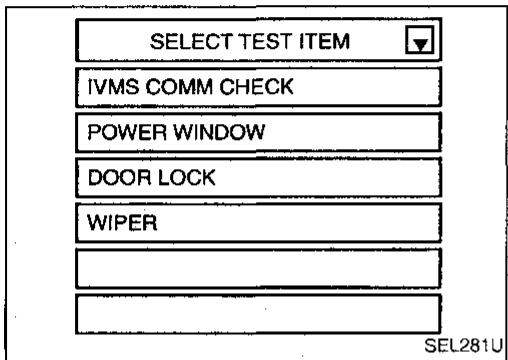 SELECT TEST ITEM
IVMS COMM CHECK
POWER WINDOW
DOOR LOCK
WIPER
SEL281U